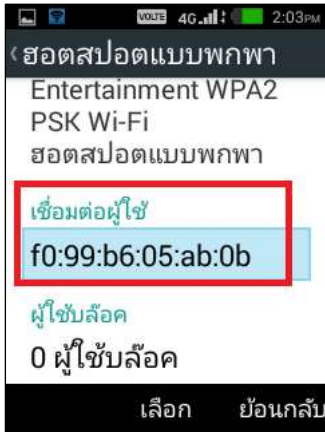 VOLTE 4G 2:03PM
ฮอตสปอตแบบพกพา
Entertainment WPA2
PSK Wi-Fi
ฮอตสปอตแบบพกพา
เชื่อมต่อผู้ใช้
f0:99:b6:05:ab:0b
ผู้ใช้บล๊อค
0 ผู้ใช้บล๊อค
เลือก ย้อนกลับ